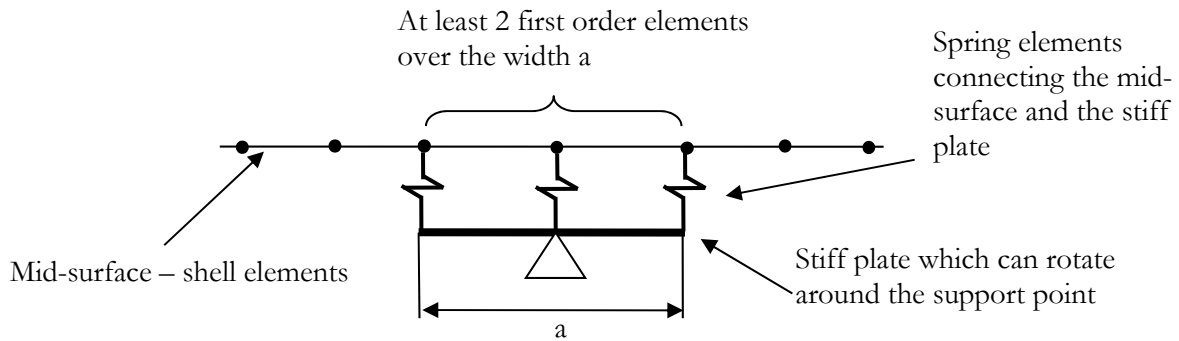 At least 2 first order elements
over the width a
Spring elements
connecting the mid-
surface and the stiff
plate
Mid-surface – shell elements
Stiff plate which can rotate
around the support point
a